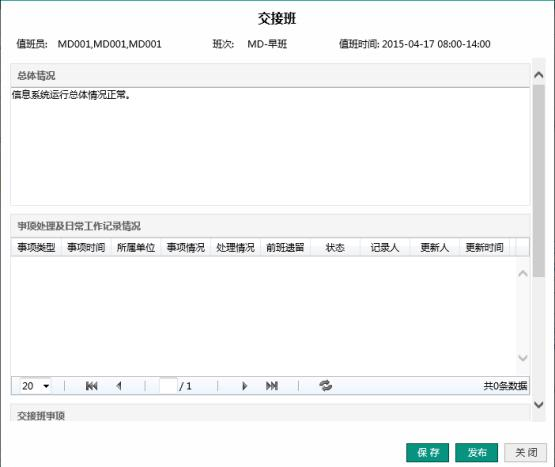 交接班
值班员: MD001,MD001,MD001 班次: MD-早班 值班时间: 2015-04-17 08:00-14:00
总体情况
信息系统运行总体情况正常。
事项处理及日常工作记录情况
事项类型 事项时间 所属单位 事项情况 处理情况 前班遗留 状态 记录人 更新人 更新时间
20 / 1 共0条数据
交接班事项
保存 发布 关闭